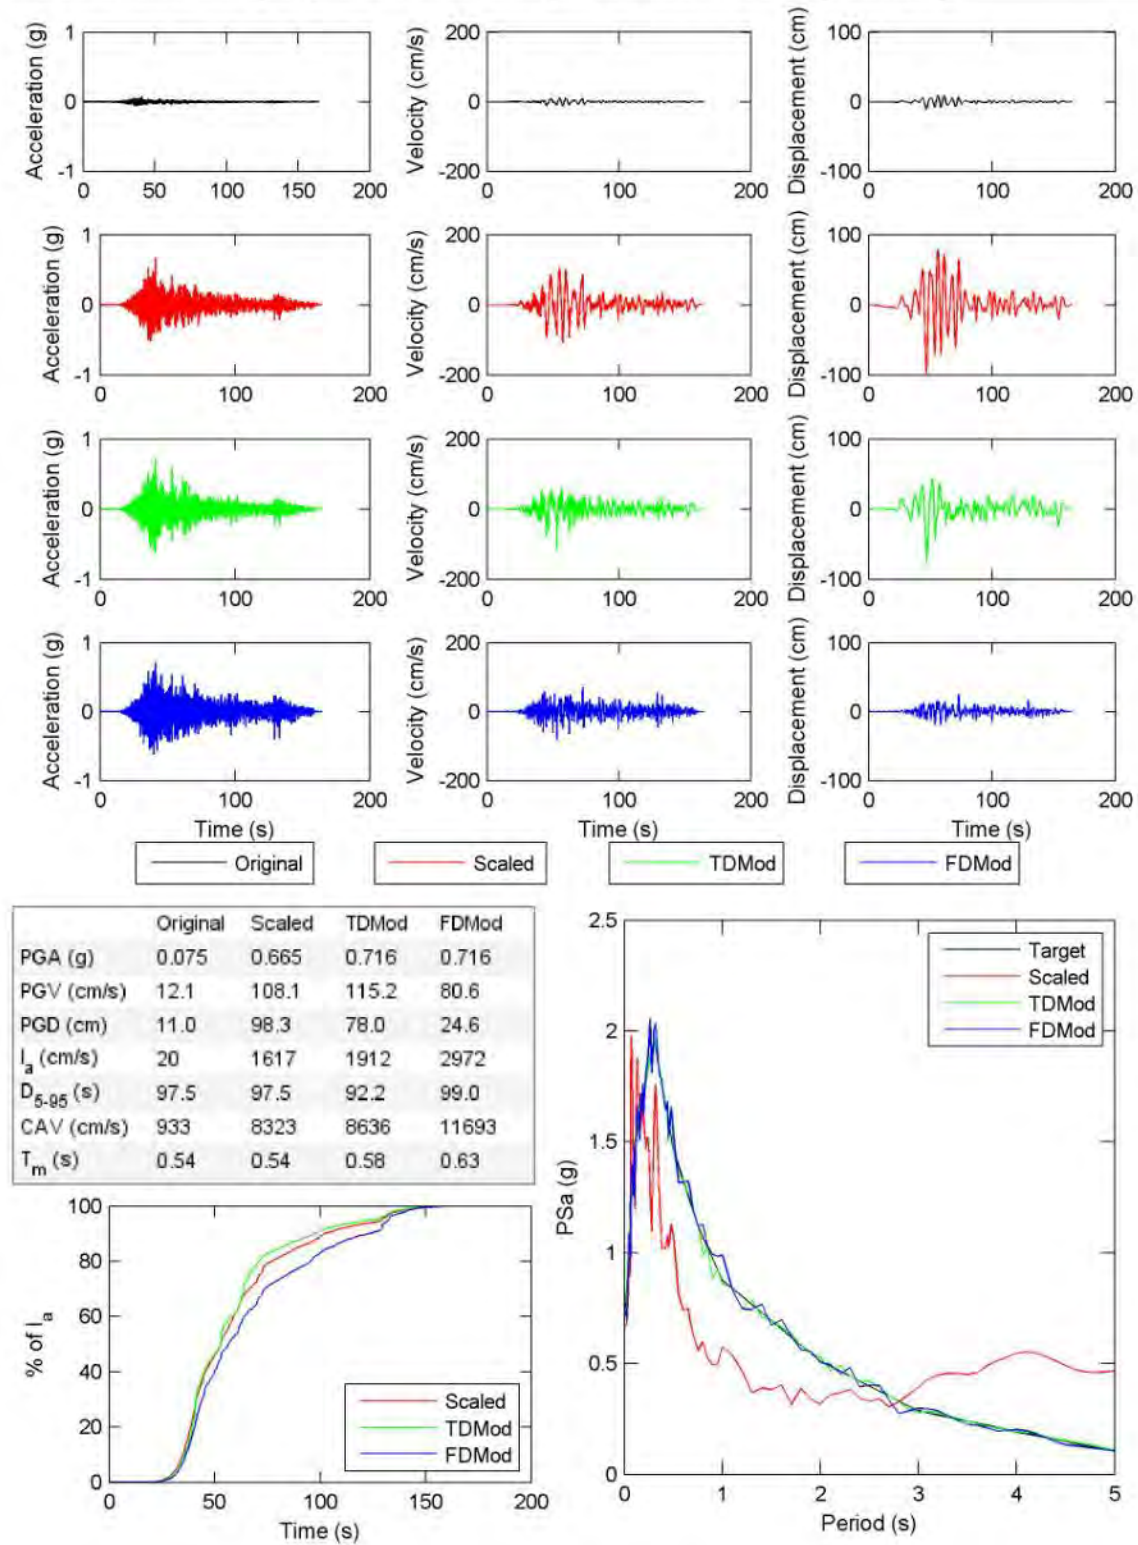 Acceleration (g)
1
0
-1
0 50 100 150 200
Velocity (cm/s)
200
0
-200
0 100 200
Displacement (cm)
100
0
-100
0 100 200
Acceleration (g)
1
0
-1
0 100 200
Velocity (cm/s)
200
0
-200
0 100 200
Displacement (cm)
100
0
-100
0 100 200
Acceleration (g)
1
0
-1
0 100 200
Velocity (cm/s)
200
0
-200
0 100 200
Displacement (cm)
100
0
-100
0 100 200
Acceleration (g)
1
0
-1
0 100 200
Time (s)
Velocity (cm/s)
200
0
-200
0 100 200
Time (s)
Displacement (cm)
100
0
-100
0 100 200
Time (s)
Original
Scaled
TDMod
FDMod
Original Scaled TDMod FDMod
PGA (g) 0.075 0.665 0.716 0.716
PGV (cm/s) 12.1 108.1 115.2 80.6
PGD (cm) 11.0 98.3 78.0 24.6
Ia (cm/s) 20 1617 1912 2972
D5-95 (s) 97.5 97.5 92.2 99.0
CAV (cm/s) 933 8323 8636 11693
Tm (s) 0.54 0.54 0.58 0.63
% of Ia
100
80
60
40
20
0
0 50 100 150 200
Time (s)
Scaled
TDMod
FDMod
PSa (g)
2.5
2
1.5
1
0.5
0
0 1 2 3 4 5
Period (s)
Target
Scaled
TDMod
FDMod